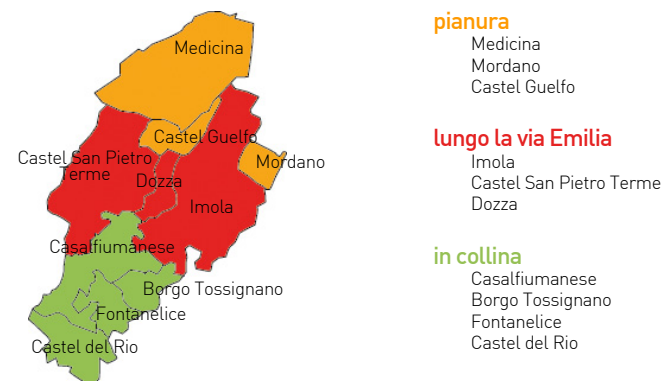 Medicina
Castel Guelfo
Mordano
Castel San Pietro
Terme
Dozza
Imola
Casalfiumanese
Borgo Tossignano
Fontanelice
Castel del Rio
pianura
Medicina
Mordano
Castel Guelfo
lungo la via Emilia
Imola
Castel San Pietro Terme
Dozza
in collina
Casalfiumanese
Borgo Tossignano
Fontanelice
Castel del Rio